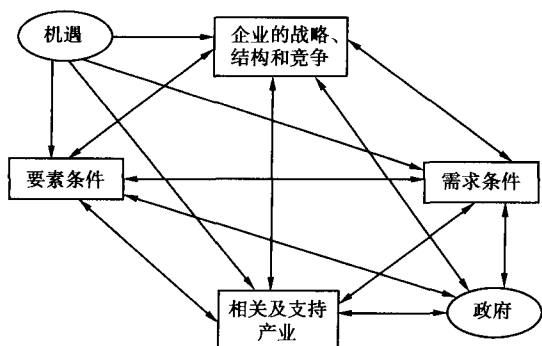 机遇
企业的战略、
结构和竞争
要素条件
需求条件
相关及支持
产业
政府